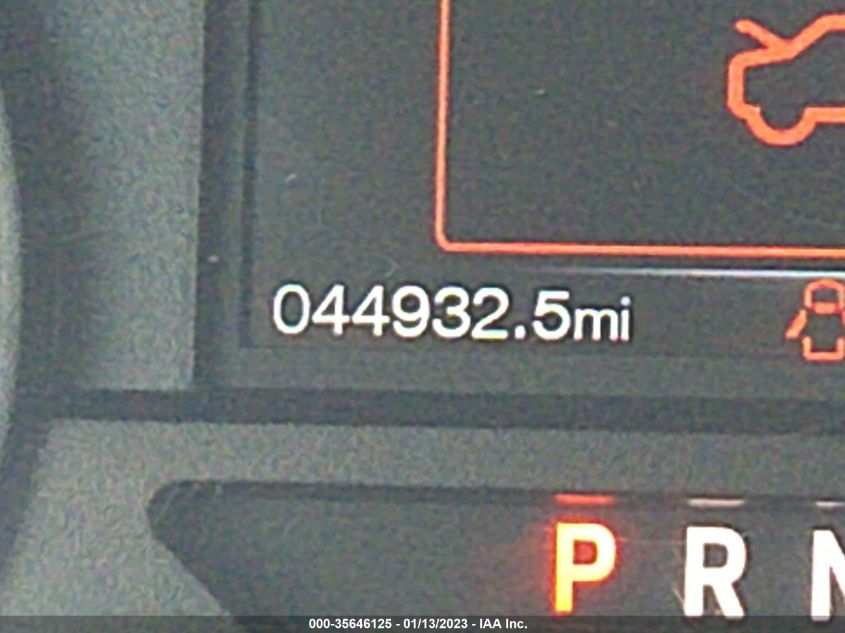 044932.5mi
P R N
000-35646125 - 01/13/2023 - IAA Inc.